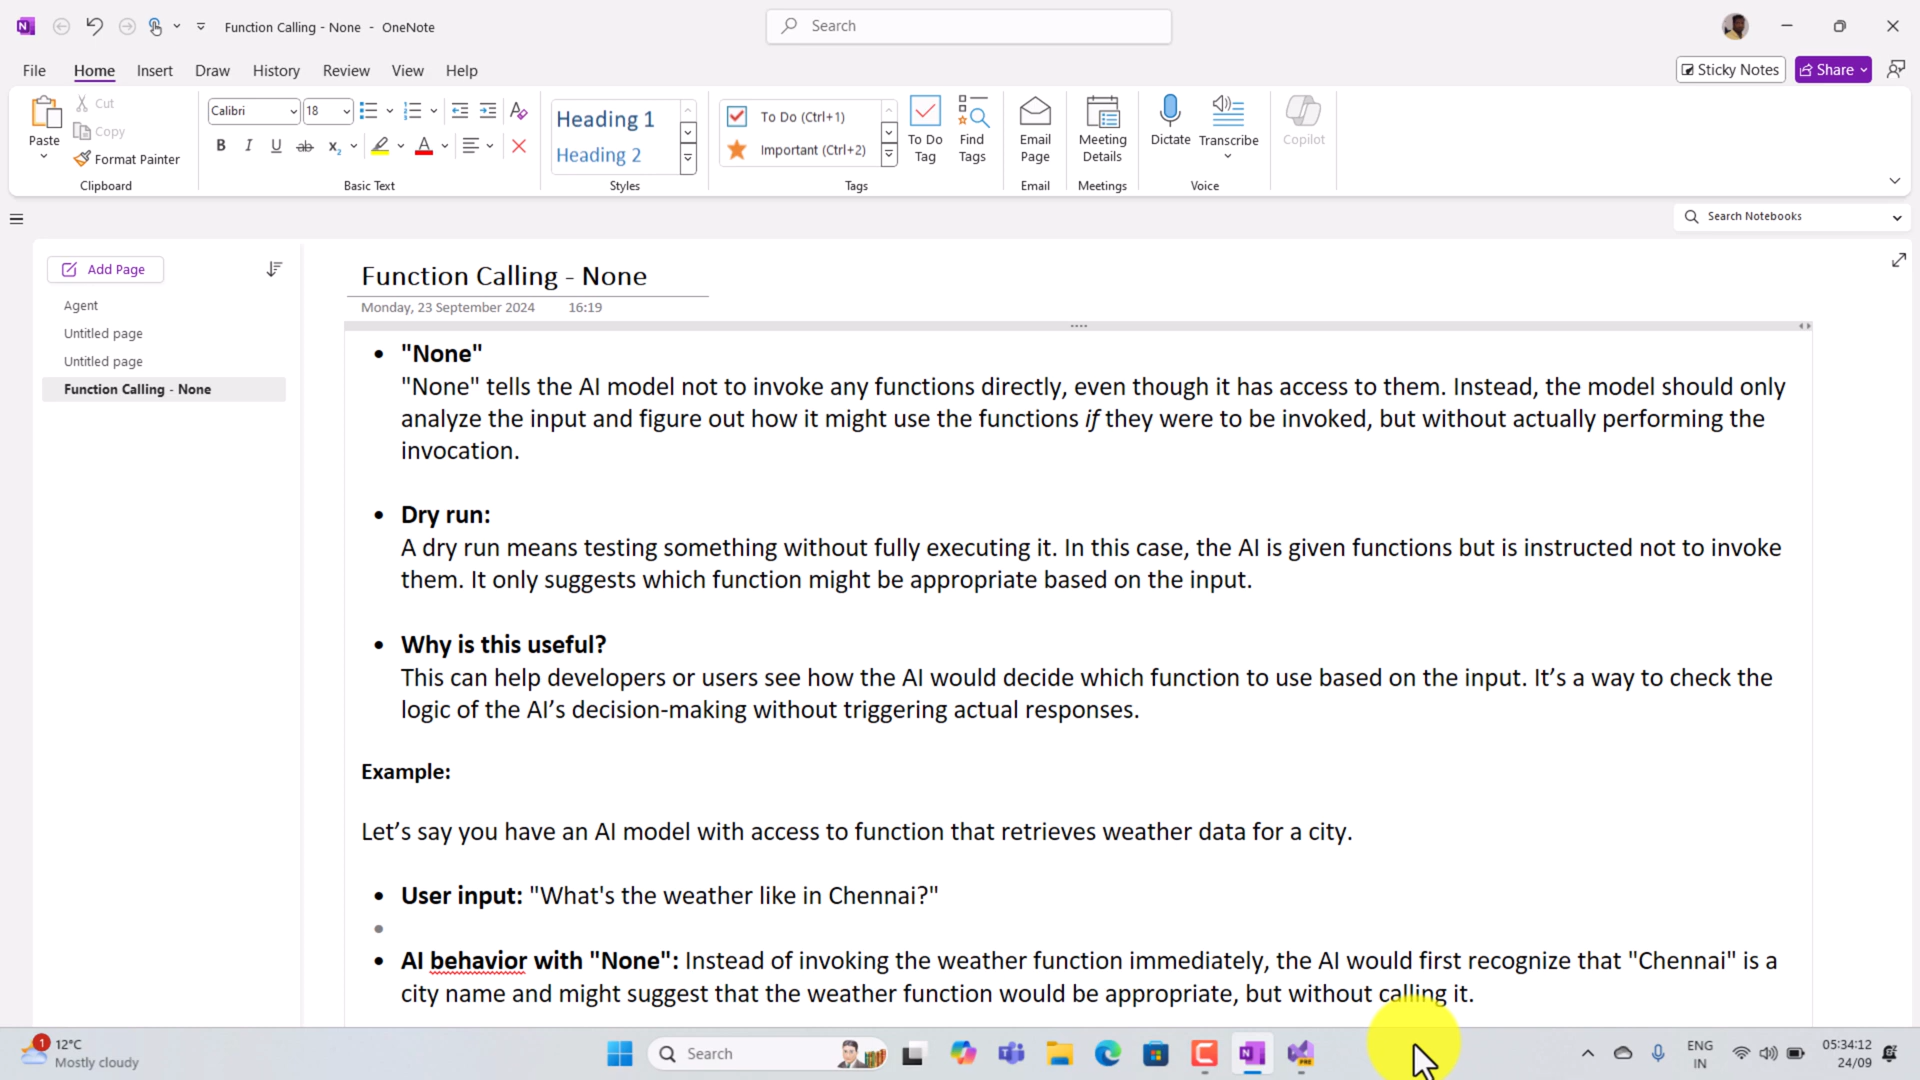 Function Calling - None - OneNote
Search
File Home Insert Draw History Review View Help
Sticky Notes Share
Paste
Cut
Copy
Format Painter
Clipboard
Calibri 18
B I U ab x₂ A
Basic Text
Heading 1
Heading 2
Styles
To Do (Ctrl+1)
Important (Ctrl+2)
To Do
Tag
Find
Tags
Tags
Email
Page
Email
Meeting
Details
Meetings
Dictate
Transcribe
Voice
Copilot
Search Notebooks
Add Page
Agent
Untitled page
Untitled page
Function Calling - None
Function Calling - None
Monday, 23 September 2024 16:19
• "None"
"None" tells the AI model not to invoke any functions directly, even though it has access to them. Instead, the model should only
analyze the input and figure out how it might use the functions if they were to be invoked, but without actually performing the
invocation.
• Dry run:
A dry run means testing something without fully executing it. In this case, the AI is given functions but is instructed not to invoke
them. It only suggests which function might be appropriate based on the input.
• Why is this useful?
This can help developers or users see how the AI would decide which function to use based on the input. It’s a way to check the
logic of the AI’s decision-making without triggering actual responses.
Example:
Let’s say you have an AI model with access to function that retrieves weather data for a city.
• User input: "What's the weather like in Chennai?"
•
• AI behavior with "None": Instead of invoking the weather function immediately, the AI would first recognize that "Chennai" is a
city name and might suggest that the weather function would be appropriate, but without calling it.
1
12°C
Mostly cloudy
Search
PRE
ENG
IN
05:34:12
24/09